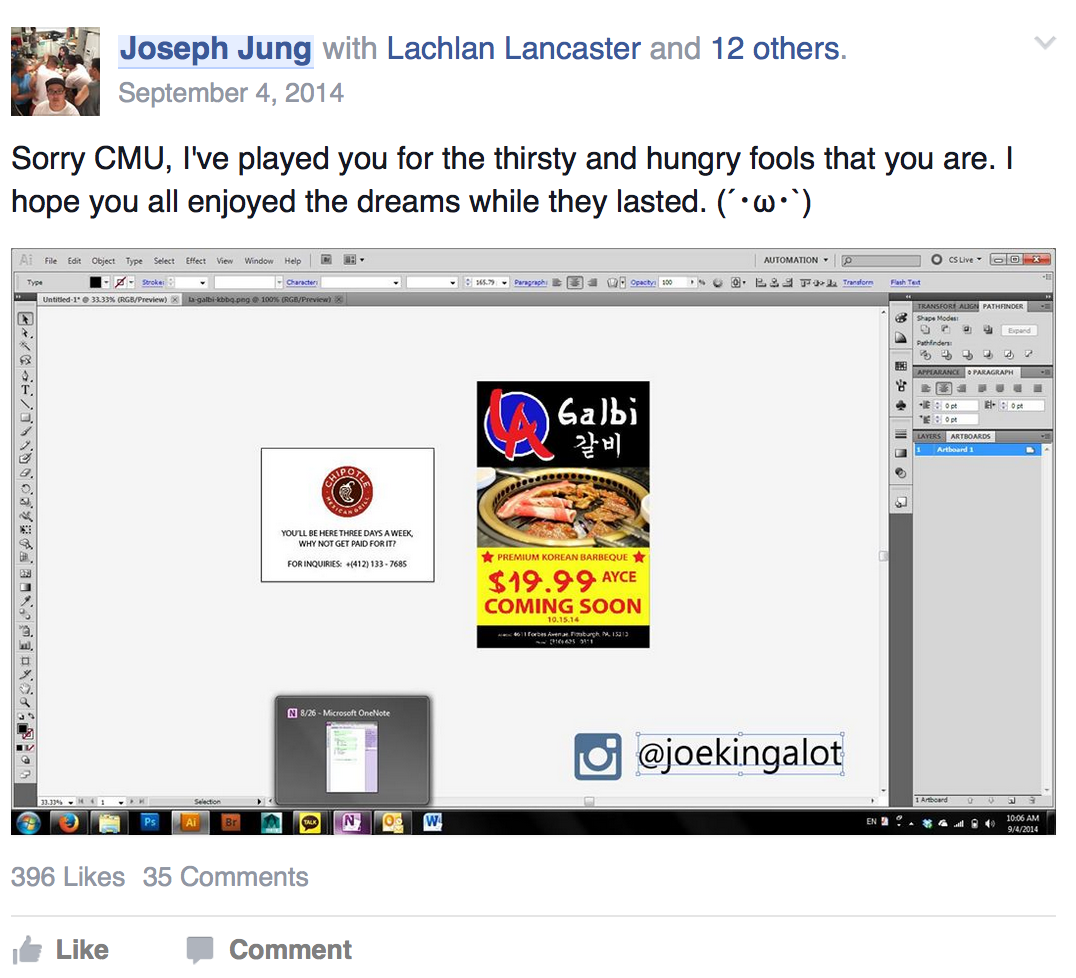 Joseph Jung with Lachlan Lancaster and 12 others.
September 4, 2014
Sorry CMU, I've played you for the thirsty and hungry fools that you are. I
hope you all enjoyed the dreams while they lasted. (´･ω･`)
Ai File Edit Object Type Select Effect View Window Help
AUTOMATION
CS Live
Type
Stroke:
Character:
165.79
Paragraph:
Opacity: 100 %
Transform
Flash Text
Untitled-1* @ 33.33% (RGB/Preview)
la-galbi-kbbq.png @ 100% (RGB/Preview)
TRANSFORM ALIGN PATHFINDER
Shape Modes:
Expand
Pathfinders:
APPEARANCE PARAGRAPH
0 pt 0 pt
0 pt
LAYERS ARTBOARDS
1 Artboard 1
CHIPOTLE
MEXICAN GRILL
YOU'LL BE HERE THREE DAYS A WEEK,
WHY NOT GET PAID FOR IT?
FOR INQUIRIES: +(412) 133 - 7685
LA Galbi
갈비
PREMIUM KOREAN BARBEQUE
$19.99 AYCE
COMING SOON
10.15.14
4611 Forbes Avenue, Pittsburgh, PA, 15213
8/26 - Microsoft OneNote
@joekingalot
33.33%
1
Selection
1 Artboard
Ps Ai Br TALK N O W
EN
10:06 AM
9/4/2014
396 Likes 35 Comments
Like Comment